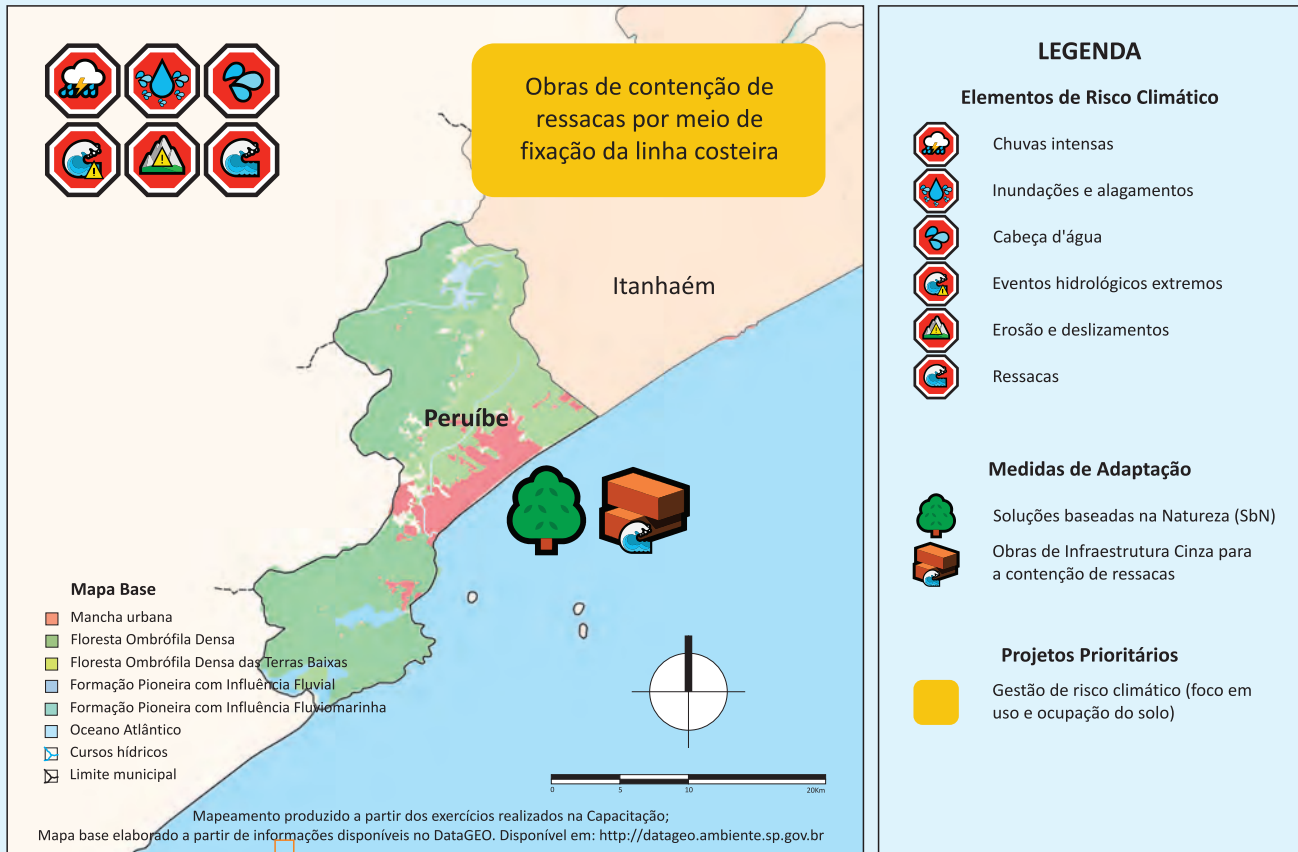 Obras de contenção de
ressacas por meio de
fixação da linha costeira
Itanhaém
Peruíbe
Mapa Base
Mancha urbana
Floresta Ombrófila Densa
Floresta Ombrófila Densa das Terras Baixas
Formação Pioneira com Influência Fluvial
Formação Pioneira com Influência Fluviomarinha
Oceano Atlântico
Cursos hídricos
Limite municipal
0 5 10 20Km
Mapeamento produzido a partir dos exercícios realizados na Capacitação;
Mapa base elaborado a partir de informações disponíveis no DataGEO. Disponível em: http://datageo.ambiente.sp.gov.br
LEGENDA
Elementos de Risco Climático
Chuvas intensas
Inundações e alagamentos
Cabeça d'água
Eventos hidrológicos extremos
Erosão e deslizamentos
Ressacas
Medidas de Adaptação
Soluções baseadas na Natureza (SbN)
Obras de Infraestrutura Cinza para
a contenção de ressacas
Projetos Prioritários
Gestão de risco climático (foco em
uso e ocupação do solo)